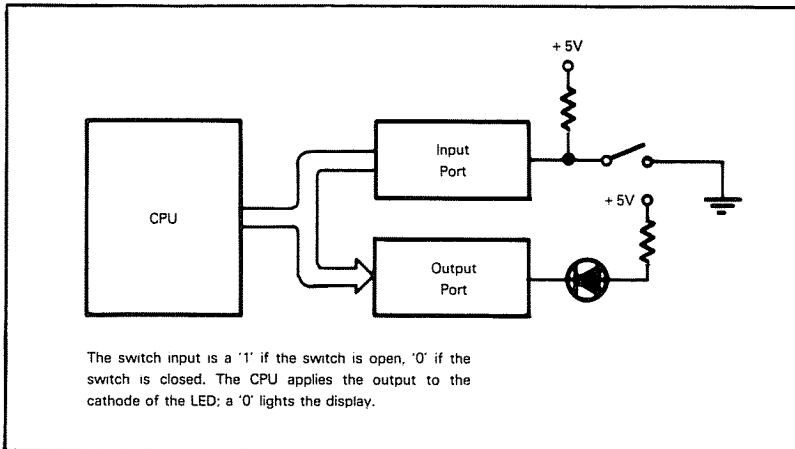 + 5V
Input
Port
CPU
+ 5V
Output
Port
The switch input is a '1' if the switch is open, '0' if the
switch is closed. The CPU applies the output to the
cathode of the LED; a '0' lights the display.